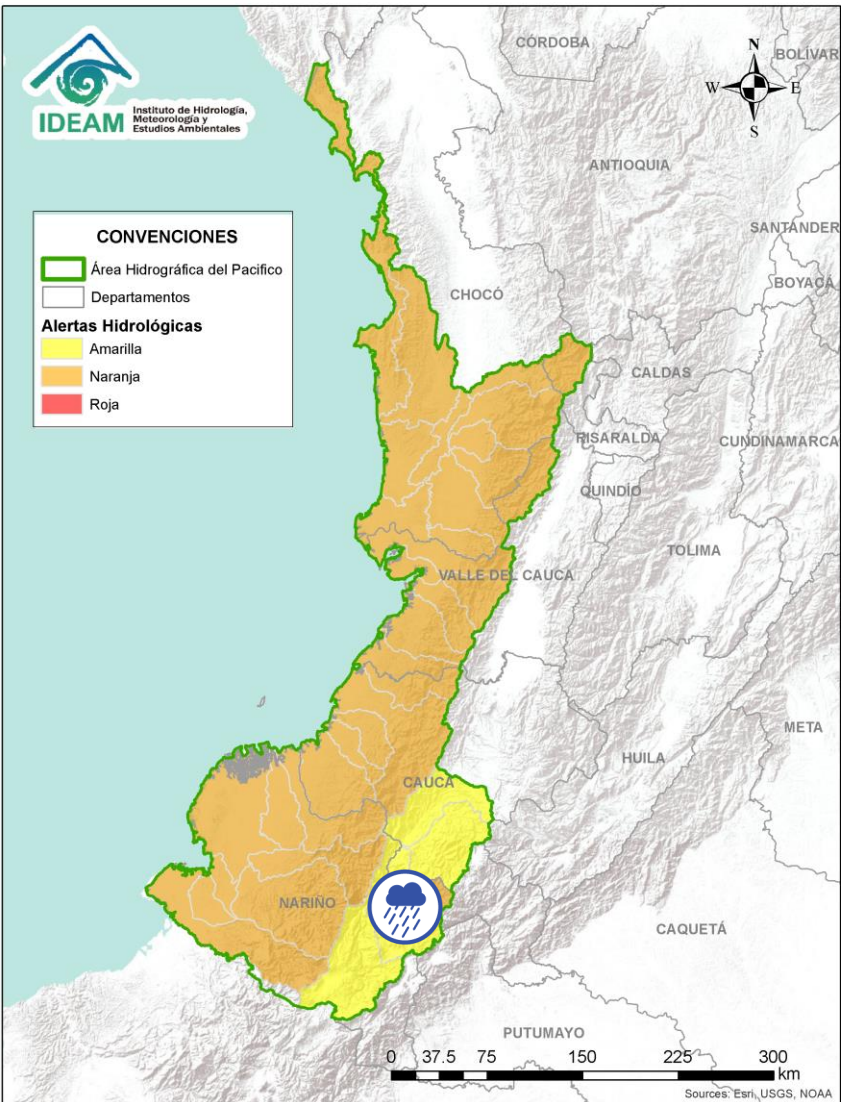 IDEAM
Instituto de Hidrología,
Meteorología y
Estudios Ambientales
N
W
E
S
CÓRDOBA
BOLIVAR
ANTIOQUIA
SANTANDER
BOYACÁ
CHOCÓ
CALDAS
RISARALDA
CUNDINAMARCA
QUINDÍO
TOLIMA
VALLE DEL CAUCA
META
HUILA
CAUCA
NARIÑO
CAQUETÁ
PUTUMAYO
CONVENCIONES
Área Hidrográfica del Pacifico
Departamentos
Alertas Hidrológicas
Amarilla
Naranja
Roja
0 37.5 75 150 225 300
km
Sources: Esri, USGS, NOAA